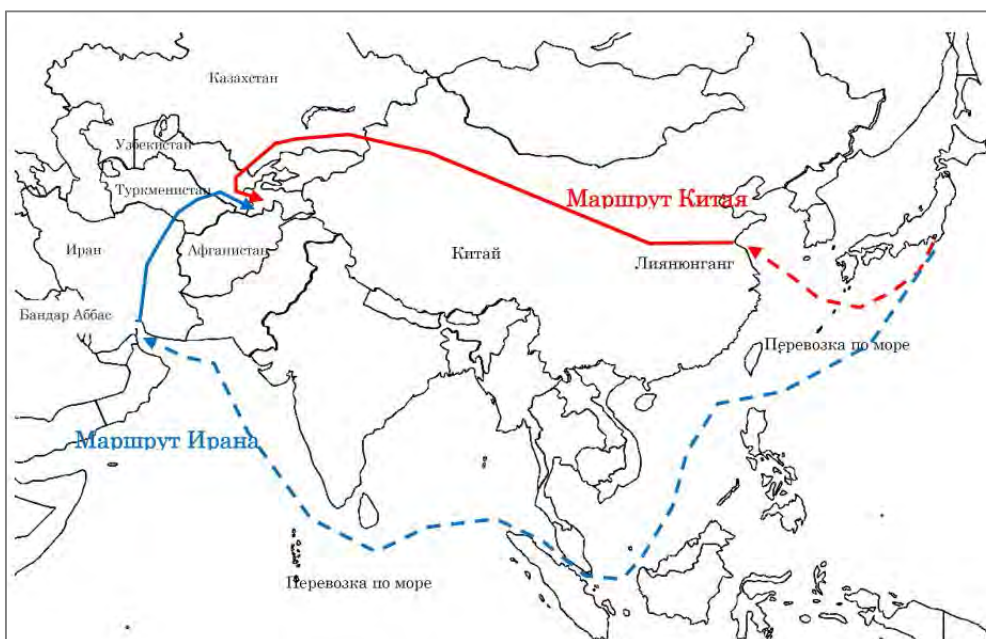 Казахстан
Узбекистан
Туркменистан
Маршрут Китая
Иран
Афганистан
Китай
Лиянюнганг
Бандар Аббас
Перевозка по море
Маршрут Ирана
Перевозка по море